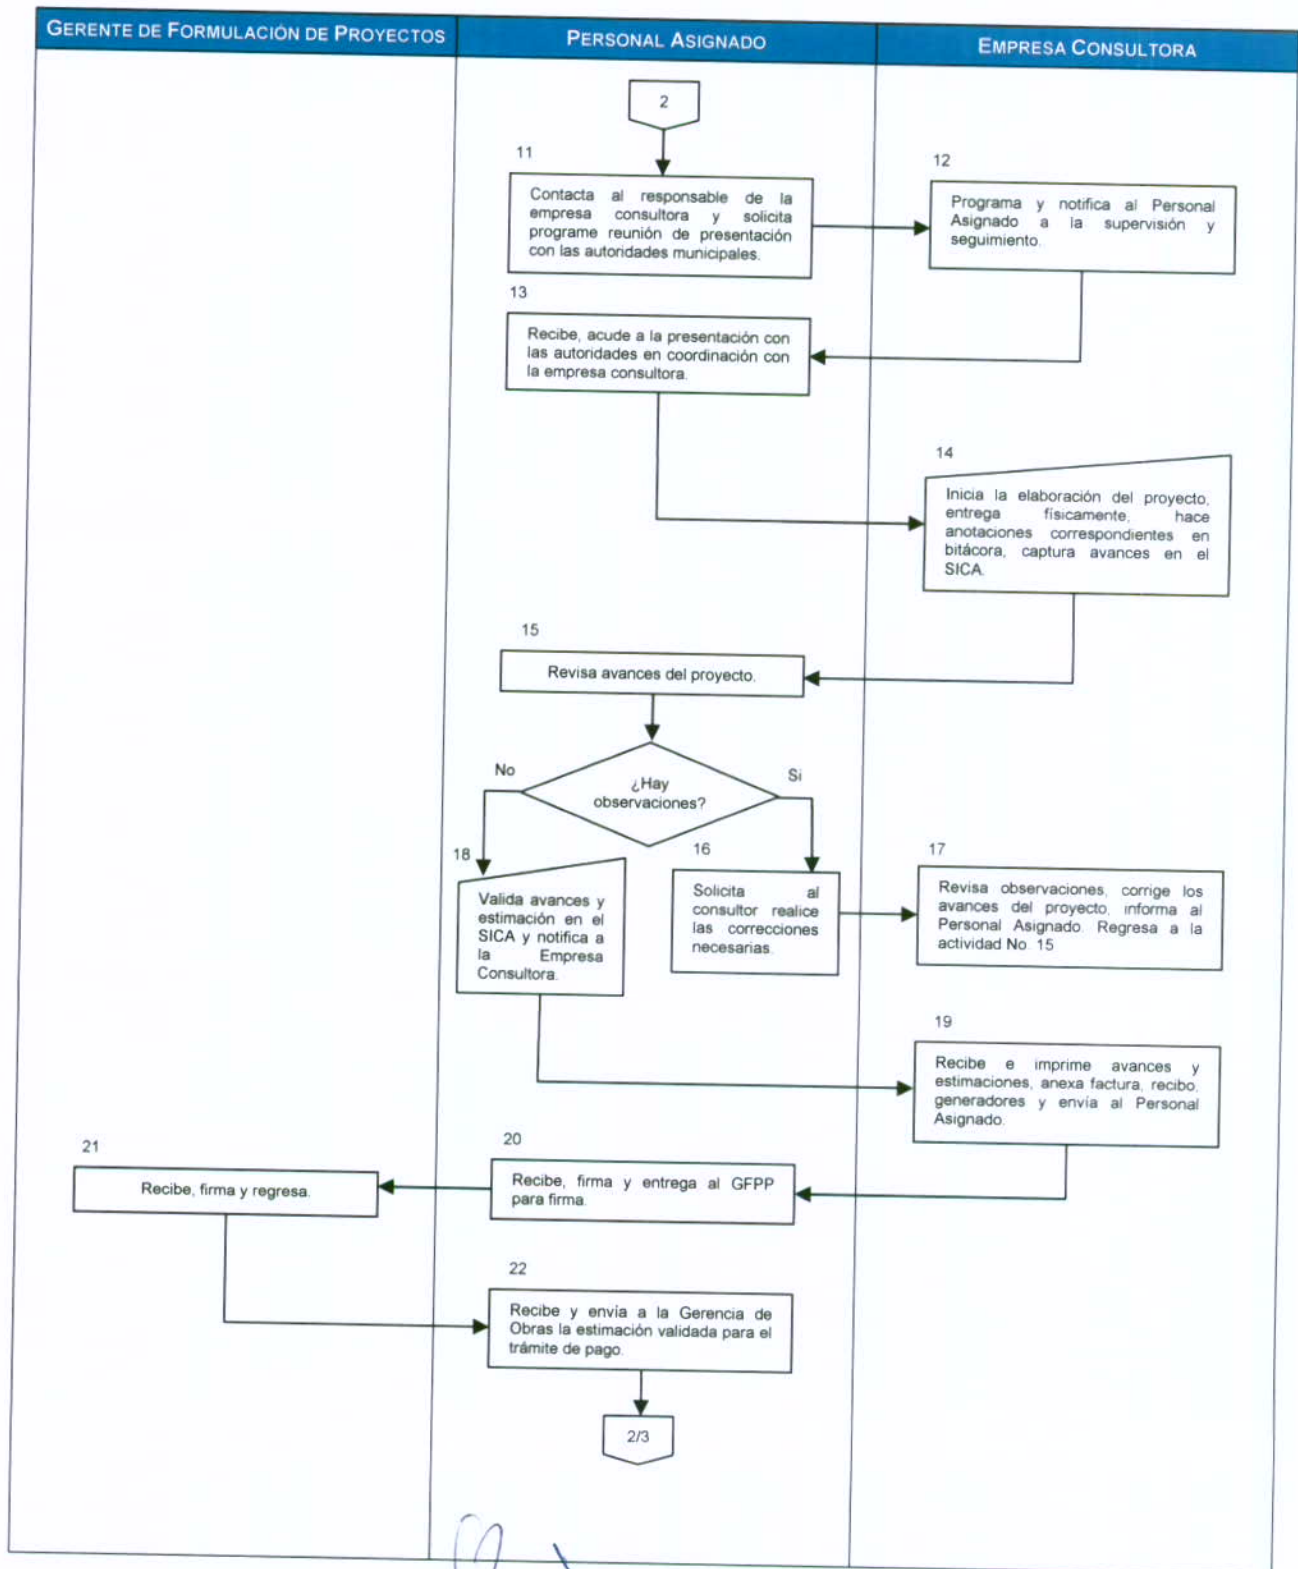 GERENTE DE FORMULACIÓN DE PROYECTOS
PERSONAL ASIGNADO
EMPRESA CONSULTORA
2
11
Contacta al responsable de la
empresa consultora y solicita
programe reunión de presentación
con las autoridades municipales.
12
Programa y notifica al Personal
Asignado a la supervisión y
seguimiento.
13
Recibe, acude a la presentación con
las autoridades en coordinación con
la empresa consultora.
14
Inicia la elaboración del proyecto,
entrega físicamente, hace
anotaciones correspondientes en
bitácora, captura avances en el
SICA.
15
Revisa avances del proyecto.
¿Hay
observaciones?
No
Si
18
Valida avances y
estimación en el
SICA y notifica a
la Empresa
Consultora.
16
Solicita al
consultor realice
las correcciones
necesarias.
17
Revisa observaciones, corrige los
avances del proyecto, informa al
Personal Asignado. Regresa a la
actividad No. 15
19
Recibe e imprime avances y
estimaciones, anexa factura, recibo,
generadores y envía al Personal
Asignado.
20
Recibe, firma y entrega al GFPP
para firma.
21
Recibe, firma y regresa.
22
Recibe y envía a la Gerencia de
Obras la estimación validada para el
trámite de pago.
2/3